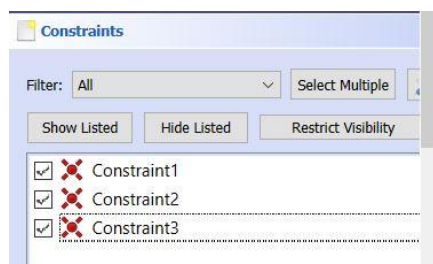 Constraints
Filter: All Select Multiple
Show Listed Hide Listed Restrict Visibility
Constraint1
Constraint2
Constraint3